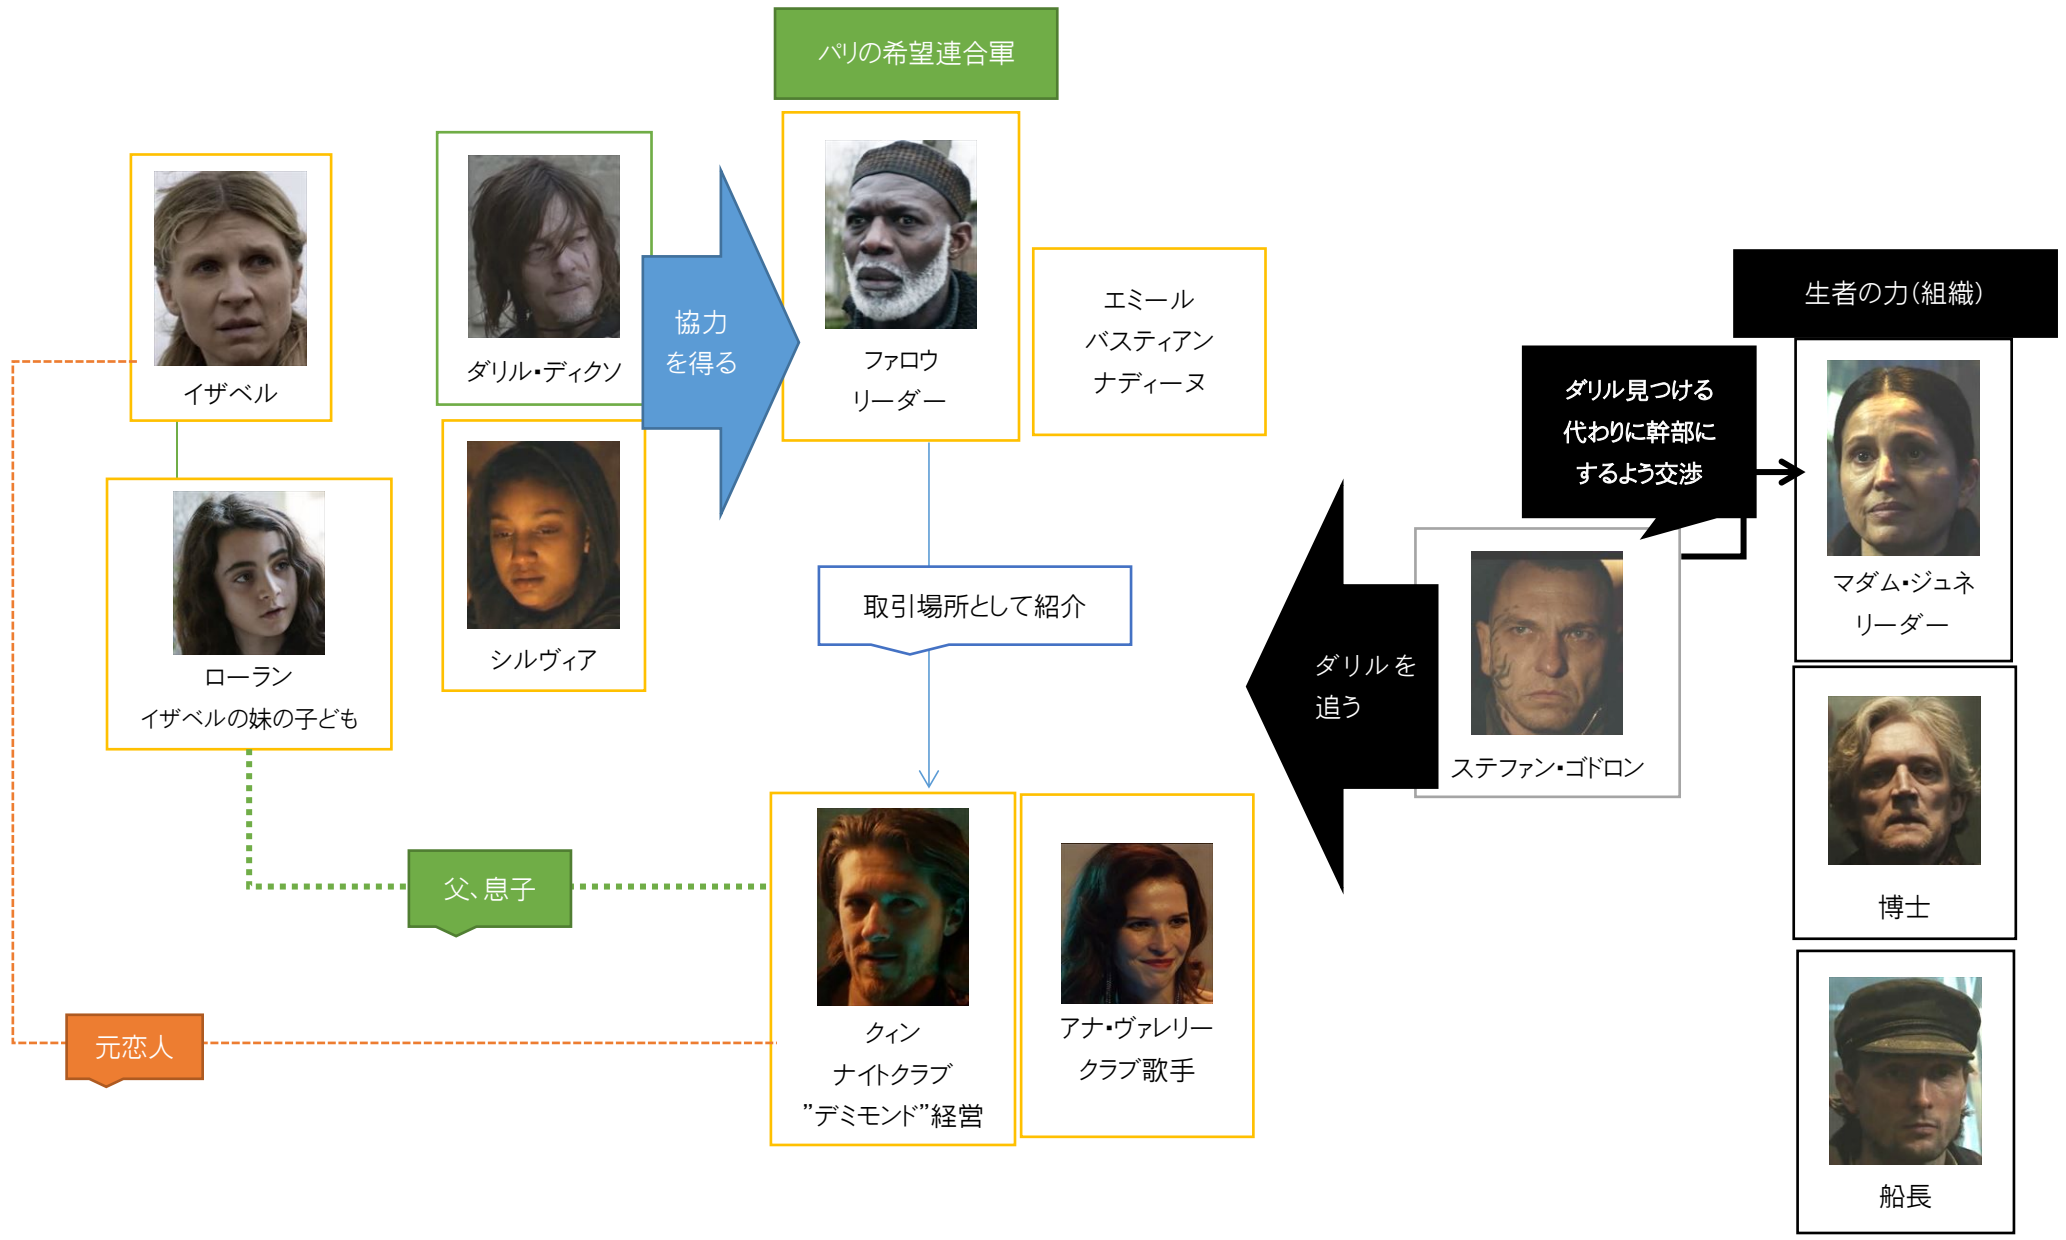 パリの希望連合軍
イザベル
ローラン
イザベルの妹の子ども
ダリル・ディクソ
シルヴィア
協力
を得る
ファロウ
リーダー
エミール
バスティアン
ナディーヌ
取引場所として紹介
父、息子
元恋人
クィン
ナイトクラブ
”デミモンド”経営
アナ・ヴァレリー
クラブ歌手
ダリルを
追う
ステファン・ゴドロン
ダリル見つける
代わりに幹部に
するよう交渉
生者の力(組織)
マダム・ジュネ
リーダー
博士
船長